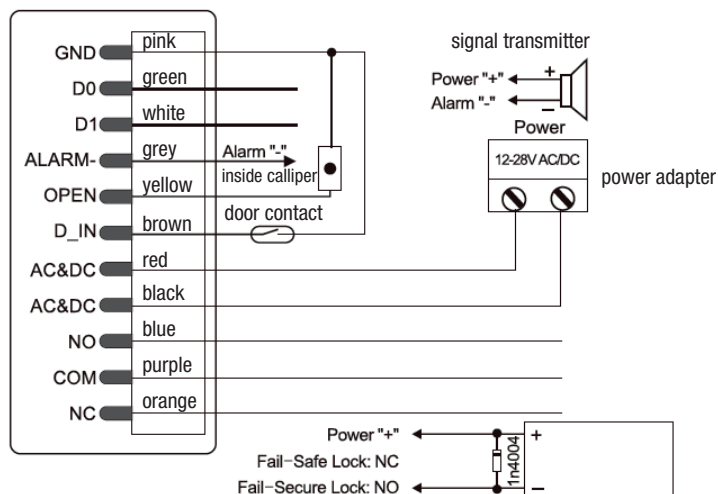 GND pink
D0 green
D1 white
ALARM- grey
Alarm "-"
inside calliper
OPEN yellow
D_IN brown
door contact
AC&DC red
AC&DC black
NO blue
COM purple
NC orange
signal transmitter
Power "+" +
Alarm "-" −
Power
12-28V AC/DC
power adapter
Power "+" +
Fail-Safe Lock: NC
1n4004
Fail-Secure Lock: NO −